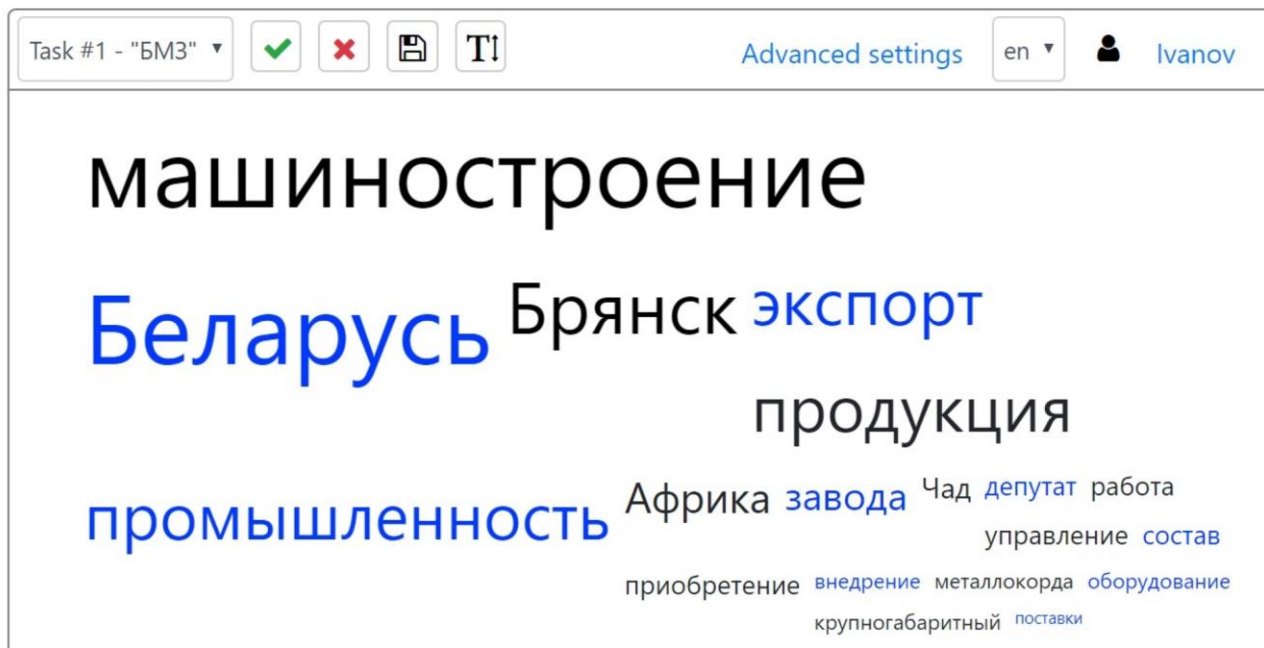 Task #1 - "БМЗ" Advanced settings en Ivanov
машиностроение
Беларусь Брянск экспорт
продукция
промышленность Африка завода Чад депутат работа
управление состав
приобретение внедрение металлокорда оборудование
крупногабаритный поставки